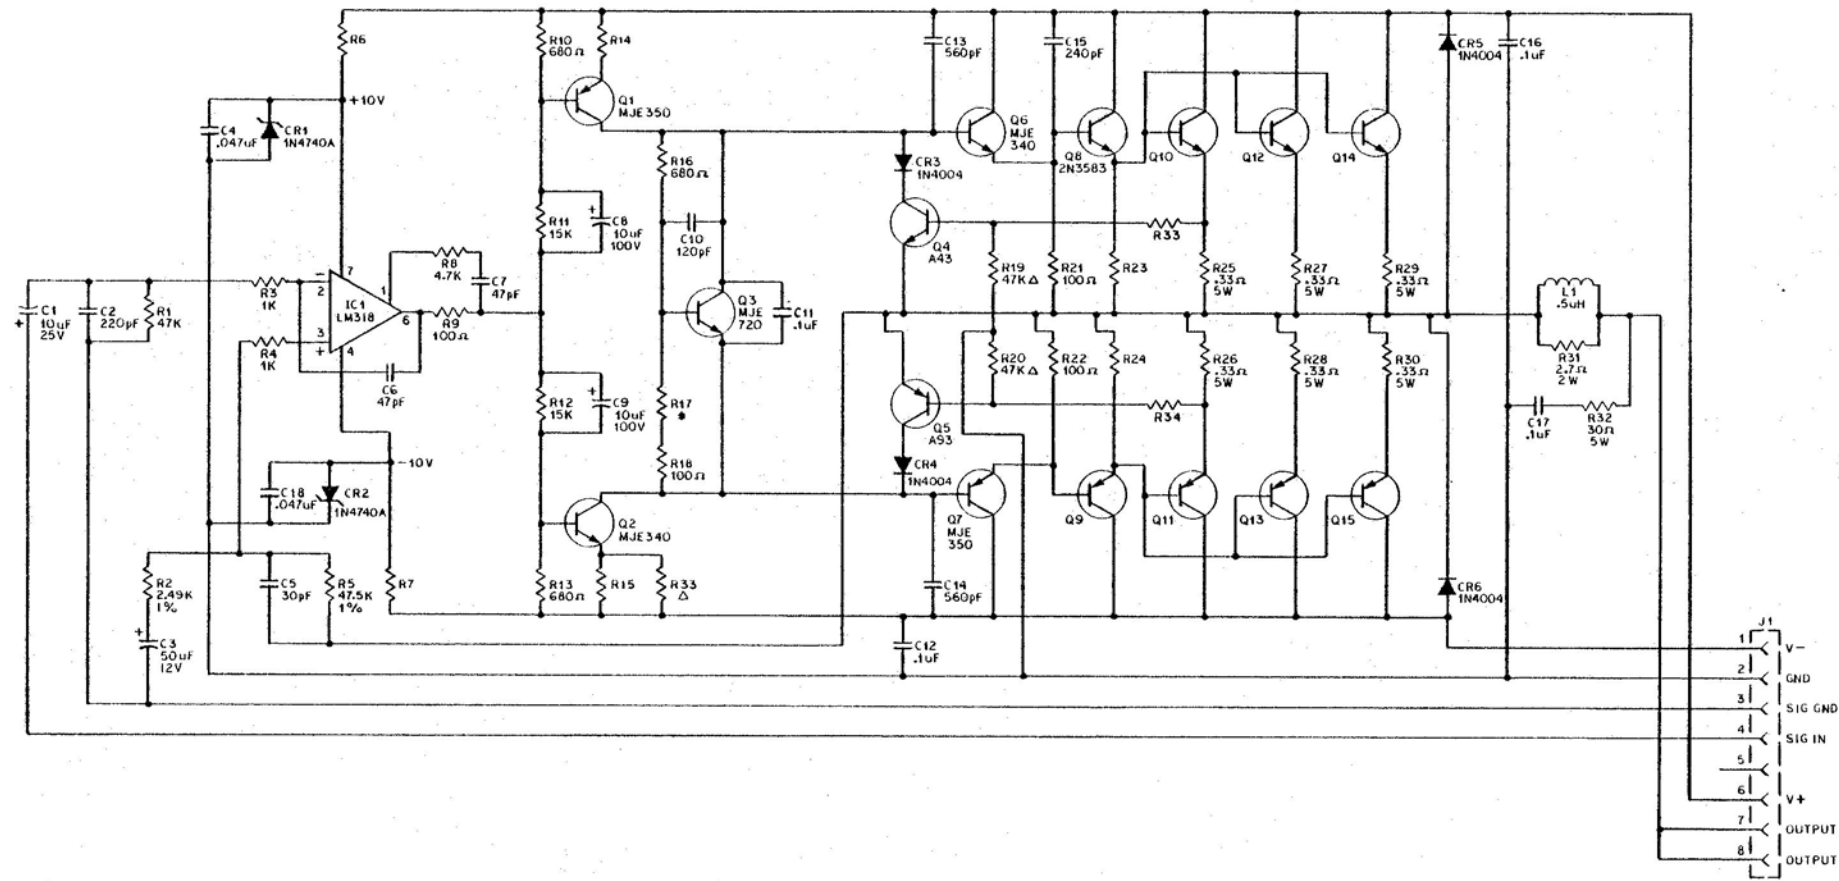 R6
+10V
C4
.047uF
CR1
1N4740A
R10
680Ω
R14
Q1
MJE350
R16
680Ω
C13
560pF
C15
240pF
Q6
MJE
340
Q8
2N3583
Q10
Q12
Q14
CR5
1N4004
C16
.1uF
CR3
1N4004
Q4
A43
R33
R11
15K
C8
10uF
100V
C10
120pF
R8
4.7K
C7
47pF
R9
100Ω
R3
1K
R4
1K
- 2
3 +
7
1
6
4
IC1
LM318
C6
47pF
C1
10uF
25V
+
C2
220pF
R1
47K
Q3
MJE
720
C11
.1uF
R19
47K Δ
R21
100Ω
R23
R25
.33Ω
5W
R27
.33Ω
5W
R29
.33Ω
5W
L1
.5uH
R31
2.7Ω
2W
R20
47K Δ
R22
100Ω
R24
R26
.33Ω
5W
R28
.33Ω
5W
R30
.33Ω
5W
R12
15K
C9
10uF
100V
R17
*
R18
100Ω
Q5
A93
R34
CR4
1N4004
C17
.1uF
R32
30Ω
5W
-10V
C18
.047uF
CR2
1N4740A
Q2
MJE340
Q7
MJE
350
Q9
Q11
Q13
Q15
R2
2.49K
1%
C5
30pF
R5
47.5K
1%
R7
R13
680Ω
R15
R33
Δ
C14
560pF
CR6
1N4004
+
C3
50uF
12V
C12
.1uF
J1
1 V-
2 GND
3 SIG GND
4 SIG IN
5
6 V+
7 OUTPUT
8 OUTPUT